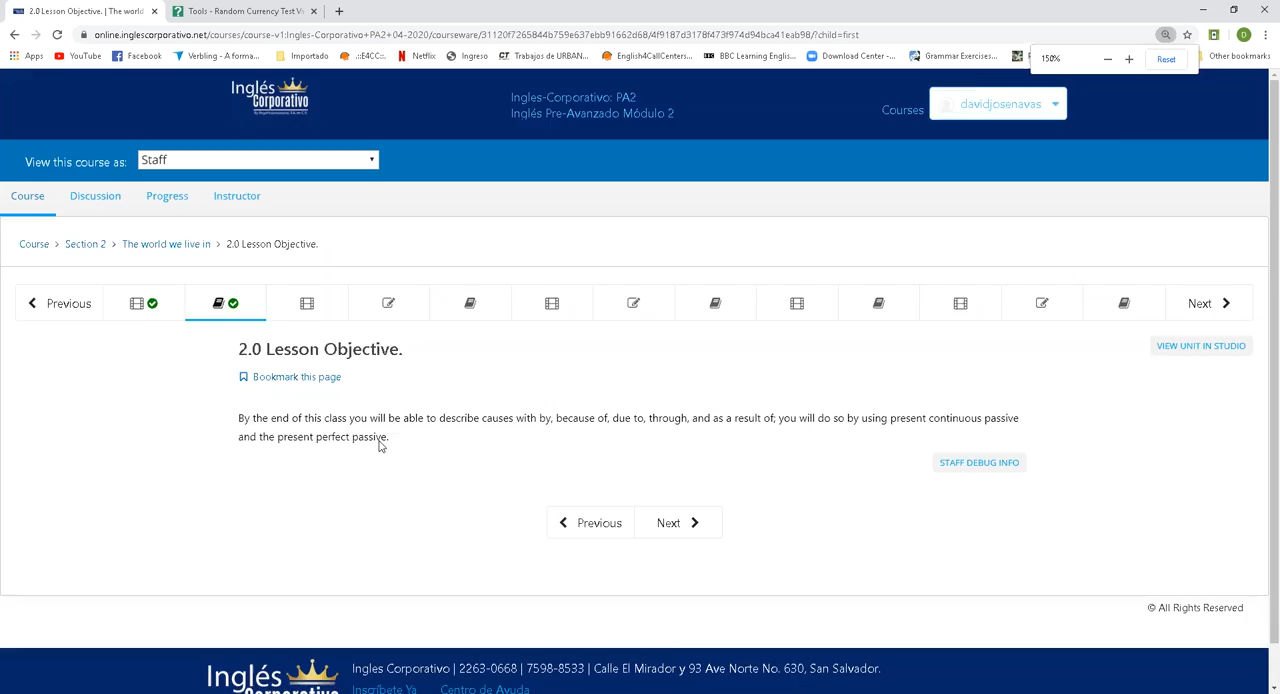 2.0 Lesson Objective. | The world
Tools - Random Currency Test V
online.inglescorporativo.net/courses/course-v1:Ingles-Corporativo+PA2+04-2020/courseware/31120f7265844b759e637ebb91662d68/4f9187d3178f473f974d94bca41eab98/?child=first
Apps YouTube Facebook Verbling - A forma... Importado .::E4CC::. Netflix Ingreso Trabajos de URBAN... English4CallCenters... BBC Learning Englis... Download Center -... Grammar Exercises... Other bookmarks
150% Reset
Inglés
Corporativo
Ingles-Corporativo: PA2
Inglés Pre-Avanzado Módulo 2
Courses davidjosenavas
View this course as: Staff
Course Discussion Progress Instructor
Course > Section 2 > The world we live in > 2.0 Lesson Objective.
Previous Next
2.0 Lesson Objective.
VIEW UNIT IN STUDIO
Bookmark this page
By the end of this class you will be able to describe causes with by, because of, due to, through, and as a result of; you will do so by using present continuous passive
and the present perfect passive.
STAFF DEBUG INFO
Previous Next
© All Rights Reserved
Inglés
Corporativo
Ingles Corporativo | 2263-0668 | 7598-8533 | Calle El Mirador y 93 Ave Norte No. 630, San Salvador.
Inscríbete Ya Centro de Ayuda